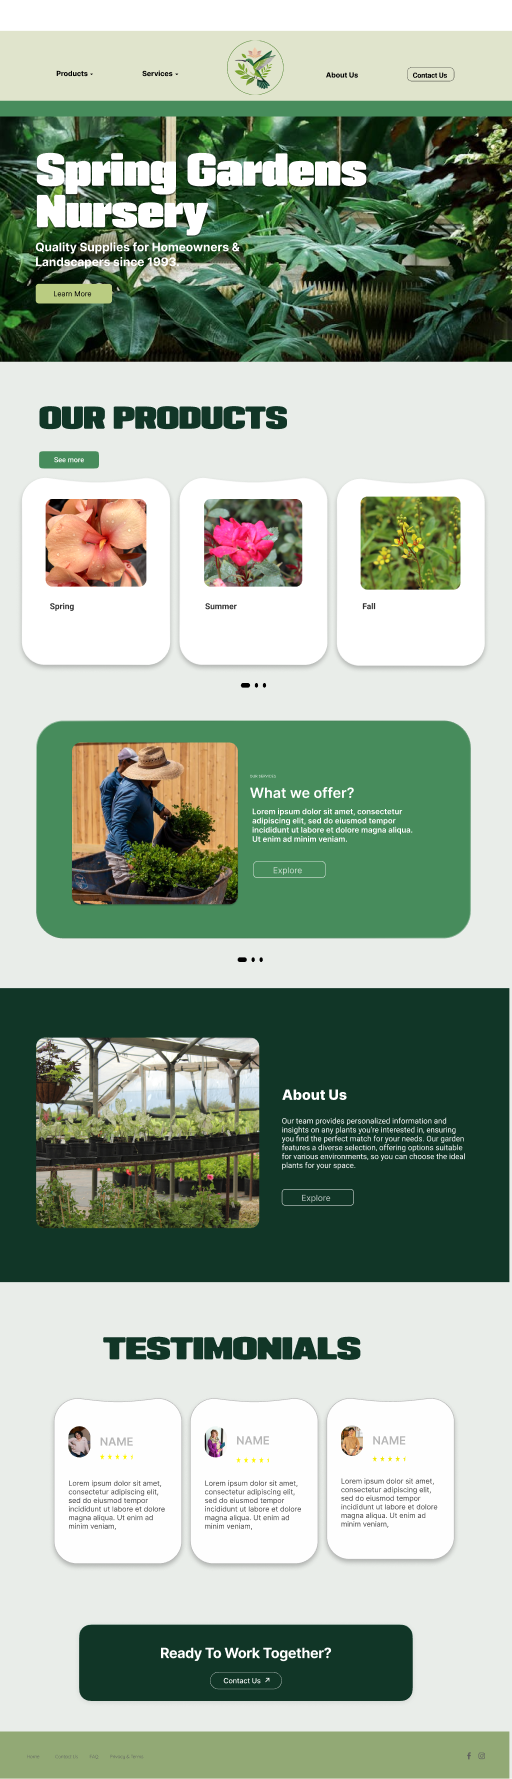 Products
Services
About Us
Contact Us
Spring Gardens
Nursery
Quality Supplies for Homeowners &
Landscapers since 1993.
Learn More
OUR PRODUCTS
See more
Spring
Summer
Fall
OUR SERVICES
What we offer?
Lorem ipsum dolor sit amet, consectetur
adipiscing elit, sed do eiusmod tempor
incididunt ut labore et dolore magna aliqua.
Ut enim ad minim veniam.
Explore
About Us
Our team provides personalized information and
insights on any plants you're interested in, ensuring
you find the perfect match for your needs. Our garden
features a diverse selection, offering options suitable
for various environments, so you can choose the ideal
plants for your space.
Explore
TESTIMONIALS
NAME
Lorem ipsum dolor sit amet,
consectetur adipiscing elit,
sed do eiusmod tempor
incididunt ut labore et dolore
magna aliqua. Ut enim ad
minim veniam,
NAME
Lorem ipsum dolor sit amet,
consectetur adipiscing elit,
sed do eiusmod tempor
incididunt ut labore et dolore
magna aliqua. Ut enim ad
minim veniam,
NAME
Lorem ipsum dolor sit amet,
consectetur adipiscing elit,
sed do eiusmod tempor
incididunt ut labore et dolore
magna aliqua. Ut enim ad
minim veniam,
Ready To Work Together?
Contact Us ↗
Home
Contact Us
FAQ
Privacy & Terms